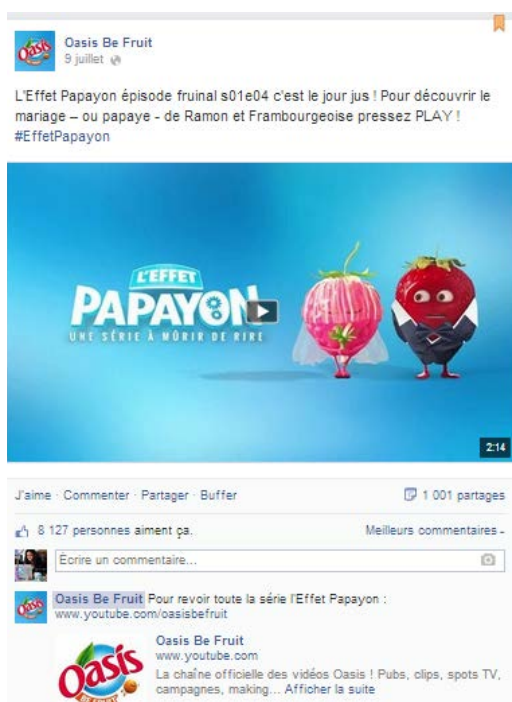 Oasis Be Fruit
9 juillet
L'Effet Papayon épisode fruinal s01e04 c'est le jour jus ! Pour découvrir le
mariage – ou papaye - de Ramon et Frambourgeoise pressez PLAY !
#EffetPapayon
L'EFFET
PAPAYON
UNE SÉRIE À MÛRIR DE RIRE
2:14
J'aime · Commenter · Partager · Buffer
1 001 partages
8 127 personnes aiment ça.
Meilleurs commentaires
Écrire un commentaire...
Oasis Be Fruit Pour revoir toute la série l'Effet Papayon :
www.youtube.com/oasisbefruit
Oasis
BE FRUIT
Oasis Be Fruit
www.youtube.com
La chaîne officielle des vidéos Oasis ! Pubs, clips, spots TV,
campagnes, making... Afficher la suite